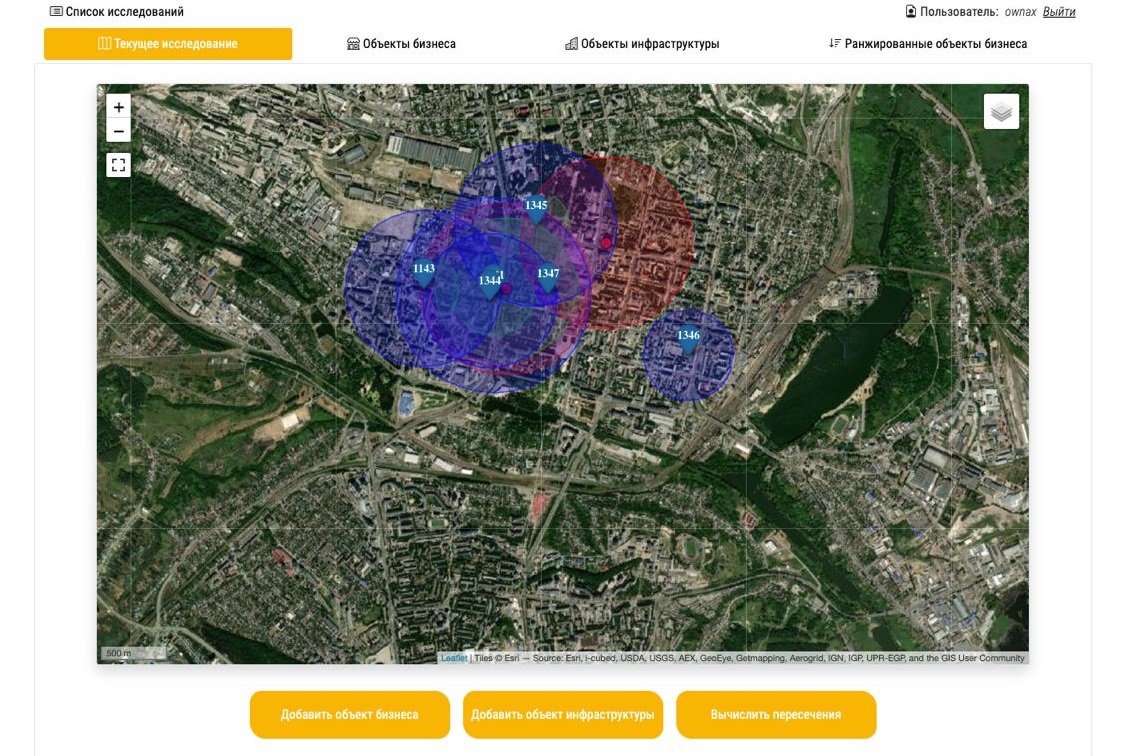 Список исследований
Пользователь: ownax Выйти
Текущее исследование
Объекты бизнеса
Объекты инфраструктуры
Ранжированные объекты бизнеса
+
−
1345
1143
1344
1347
1346
500 m
Leaflet | Tiles © Esri — Source: Esri, i-cubed, USDA, USGS, AEX, GeoEye, Getmapping, Aerogrid, IGN, IGP, UPR-EGP, and the GIS User Community
Добавить объект бизнеса
Добавить объект инфраструктуры
Вычислить пересечения